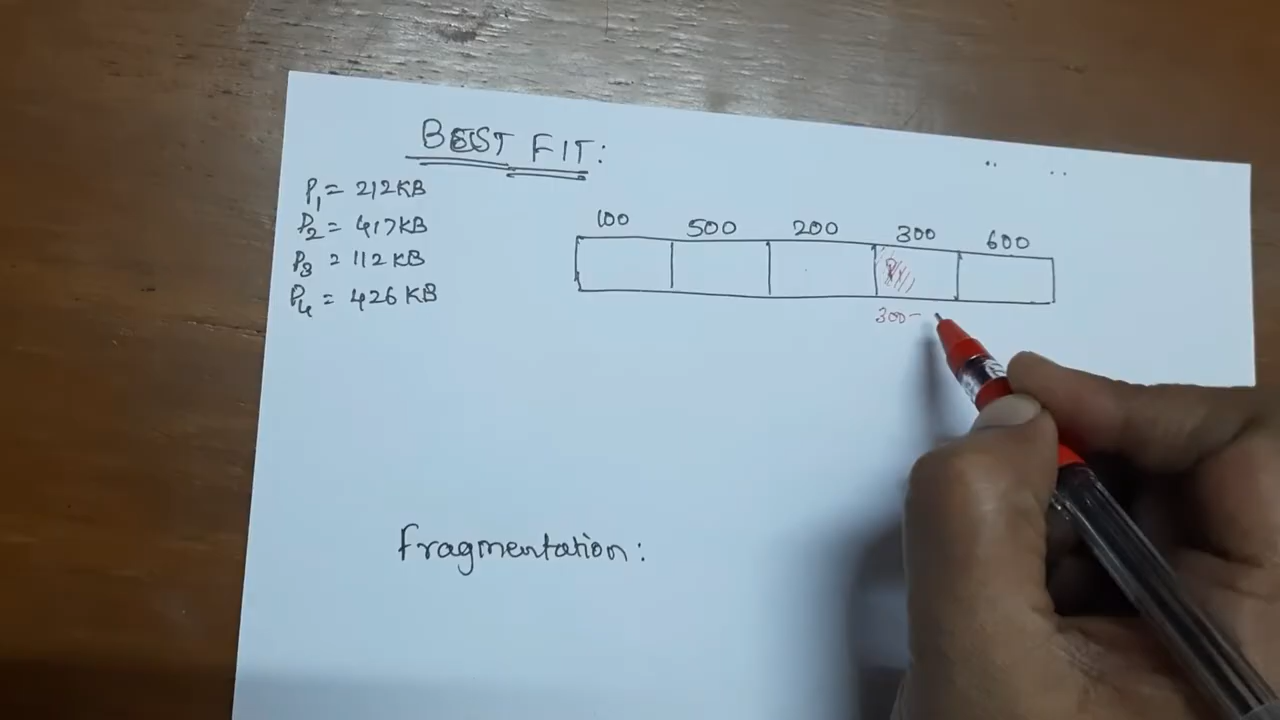 BEST FIT:
P1 = 212KB
P2 = 417KB
P3 = 112 KB
P4 = 426 KB
100 500 200 300 600
P1
300-
fragmentation: